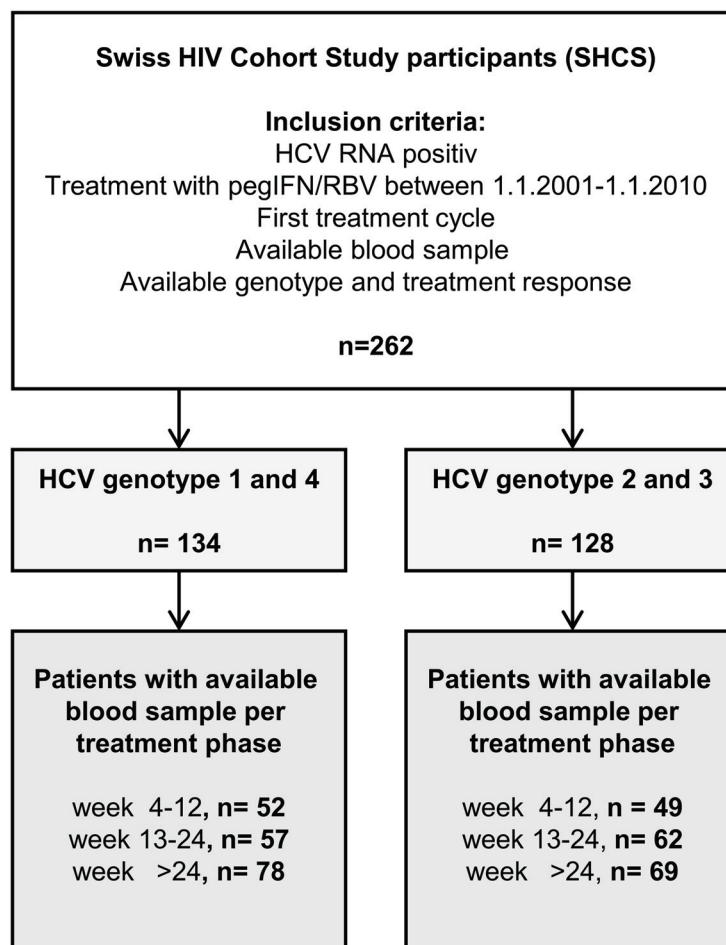 Swiss HIV Cohort Study participants (SHCS)
Inclusion criteria:
HCV RNA positiv
Treatment with pegIFN/RBV between 1.1.2001-1.1.2010
First treatment cycle
Available blood sample
Available genotype and treatment response
n=262
HCV genotype 1 and 4
n= 134
HCV genotype 2 and 3
n= 128
Patients with available
blood sample per
treatment phase
week 4-12, n= 52
week 13-24, n= 57
week >24, n= 78
Patients with available
blood sample per
treatment phase
week 4-12, n = 49
week 13-24, n= 62
week >24, n= 69